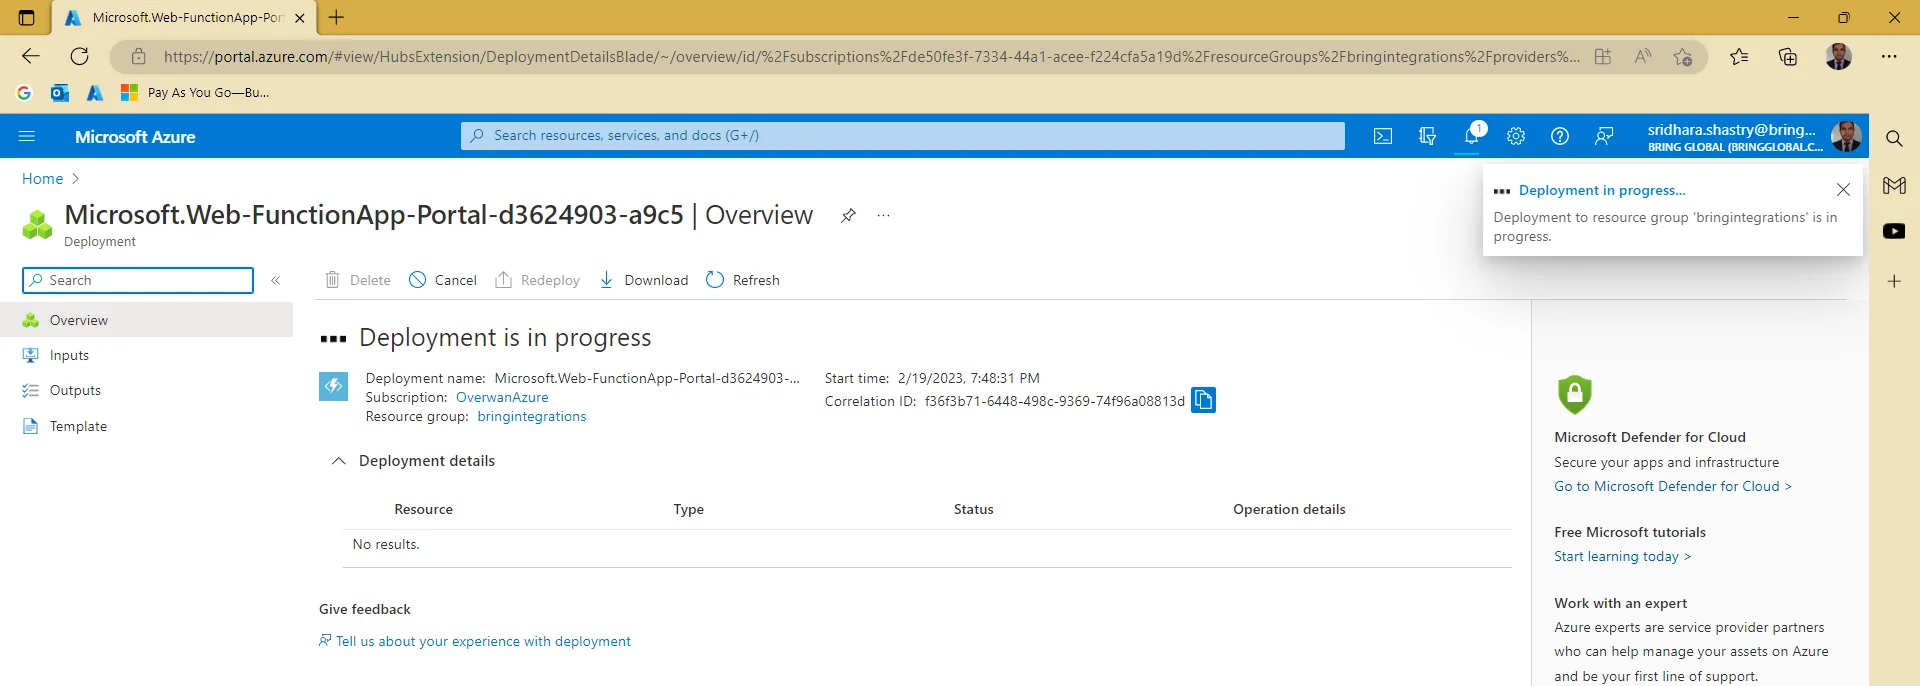 Microsoft.Web-FunctionApp-Por
https://portal.azure.com/#view/HubsExtension/DeploymentDetailsBlade/~/overview/id/%2Fsubscriptions%2Fde50fe3f-7334-44a1-acee-f224cfa5a19d%2FresourceGroups%2Fbringintegrations%2Fproviders%...
Pay As You Go—Bu...
Microsoft Azure
Search resources, services, and docs (G+/)
1
sridhara.shastry@bring...
BRING GLOBAL (BRINGGLOBAL.C...
Home
Deployment in progress...
Deployment to resource group 'bringintegrations' is in
progress.
Microsoft.Web-FunctionApp-Portal-d3624903-a9c5 | Overview
Deployment
Search
Delete
Cancel
Redeploy
Download
Refresh
Overview
Inputs
Outputs
Template
Deployment is in progress
Deployment name: Microsoft.Web-FunctionApp-Portal-d3624903-...
Subscription: OverwanAzure
Resource group: bringintegrations
Start time: 2/19/2023, 7:48:31 PM
Correlation ID: f36f3b71-6448-498c-9369-74f96a08813d
Deployment details
Resource Type Status Operation details
No results.
Give feedback
Tell us about your experience with deployment
Microsoft Defender for Cloud
Secure your apps and infrastructure
Go to Microsoft Defender for Cloud >
Free Microsoft tutorials
Start learning today >
Work with an expert
Azure experts are service provider partners
who can help manage your assets on Azure
and be your first line of support.